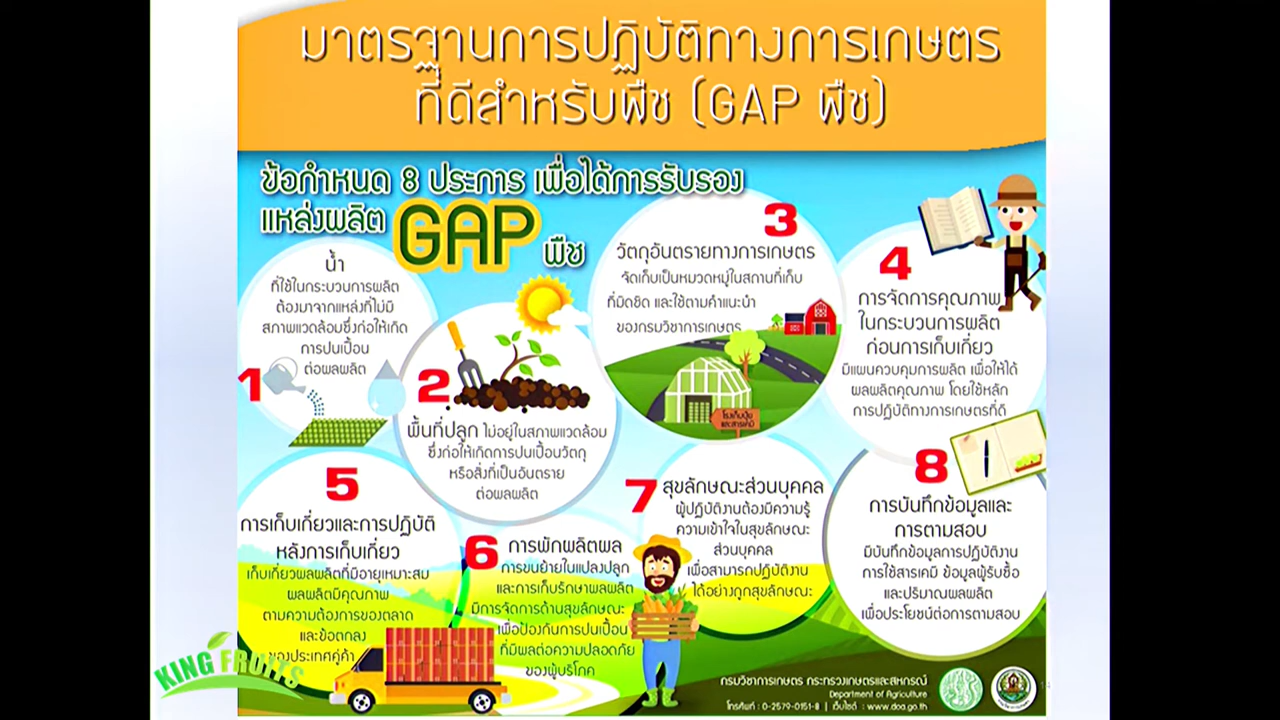 มาตรฐานการปฏิบัติทางการเกษตร
ที่ดีสำหรับพืช (GAP พืช)
ข้อกำหนด 8 ประการ เพื่อได้การรับรอง
แหล่งผลิต GAP พืช
1
น้ำ
ที่ใช้ในกระบวนการผลิต
ต้องมาจากแหล่งที่ไม่มี
สภาพแวดล้อมซึ่งก่อให้เกิด
การปนเปื้อน
ต่อผลผลิต
2
พื้นที่ปลูก ไม่อยู่ในสภาพแวดล้อม
ซึ่งก่อให้เกิดการปนเปื้อนวัตถุ
หรือสิ่งที่เป็นอันตราย
ต่อผลผลิต
3
วัตถุอันตรายทางการเกษตร
จัดเก็บเป็นหมวดหมู่ในสถานที่เก็บ
ที่มิดชิด และใช้ตามคำแนะนำ
ของกรมวิชาการเกษตร
โรงเก็บปุ๋ย
และสารเคมี
4
การจัดการคุณภาพ
ในกระบวนการผลิต
ก่อนการเก็บเกี่ยว
มีแผนควบคุมการผลิต เพื่อให้ได้
ผลผลิตคุณภาพ โดยใช้หลัก
การปฏิบัติทางการเกษตรที่ดี
5
การเก็บเกี่ยวและการปฏิบัติ
หลังการเก็บเกี่ยว
เก็บเกี่ยวผลผลิตที่มีอายุเหมาะสม
ผลผลิตมีคุณภาพ
ตามความต้องการของตลาด
และข้อตกลง
ของประเทศคู่ค้า
6
การพักผลิตผล
การขนย้ายในแปลงปลูก
และการเก็บรักษาผลผลิต
มีการจัดการด้านสุขลักษณะ
เพื่อป้องกันการปนเปื้อน
ที่มีผลต่อความปลอดภัย
ของผู้บริโภค
7
สุขลักษณะส่วนบุคคล
ผู้ปฏิบัติงานต้องมีความรู้
ความเข้าใจในสุขลักษณะ
ส่วนบุคคล
เพื่อสามารถปฏิบัติงาน
ได้อย่างถูกสุขลักษณะ
8
การบันทึกข้อมูลและ
การตามสอบ
มีบันทึกข้อมูลการปฏิบัติงาน
การใช้สารเคมี ข้อมูลผู้รับซื้อ
และปริมาณผลผลิต
เพื่อประโยชน์ต่อการตามสอบ
กรมวิชาการเกษตร กระทรวงเกษตรและสหกรณ์
Department of Agriculture
โทรศัพท์ : 0-2579-0151-8 | เว็บไซต์ : www.doa.go.th
KING FRUITS